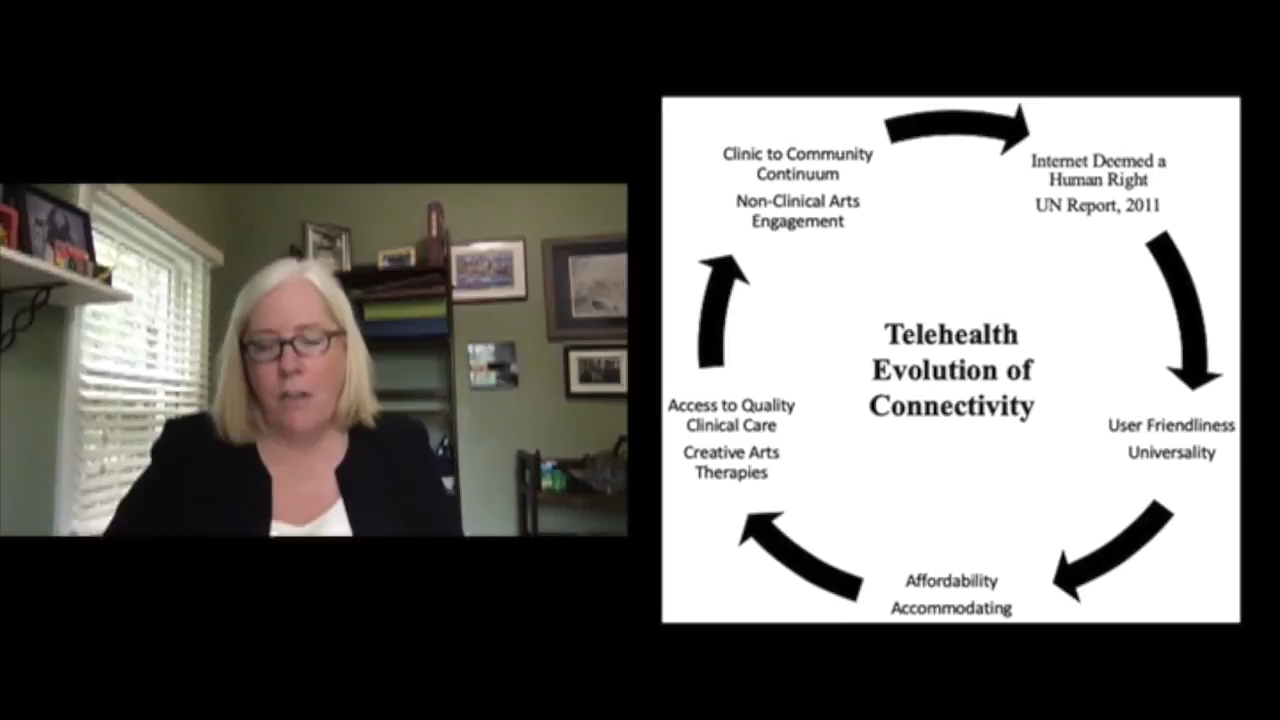 Clinic to Community
Continuum
Non-Clinical Arts
Engagement
Internet Deemed a
Human Right
UN Report, 2011
Telehealth
Evolution of
Connectivity
User Friendliness
Universality
Affordability
Accommodating
Access to Quality
Clinical Care
Creative Arts
Therapies